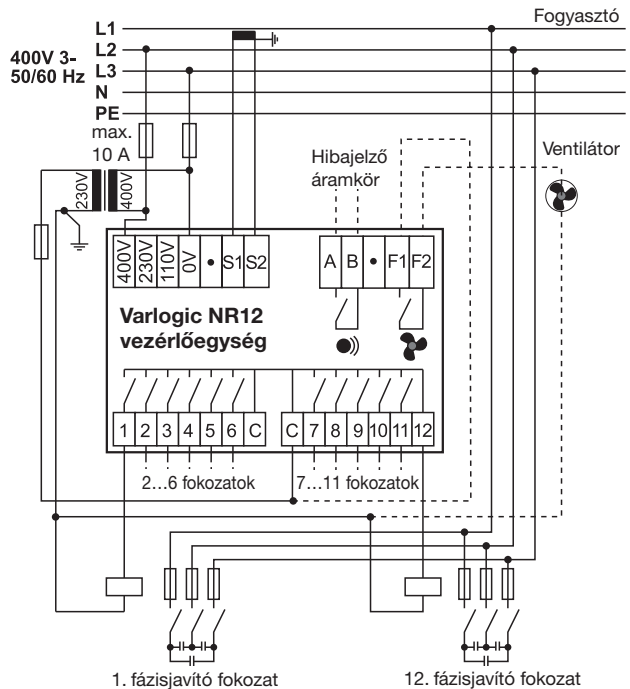 L1
Fogyasztó
L2
400V 3-
50/60 Hz
L3
N
PE
max.
10 A
Hibajelző
áramkör
Ventilátor
230V
400V
400V
230V
110V
0V
•
S1
S2
A
B
•
F1
F2
Varlogic NR12
vezérlőegység
1
2
3
4
5
6
C
C
7
8
9
10
11
12
2…6 fokozatok
7…11 fokozatok
1. fázisjavító fokozat
12. fázisjavító fokozat